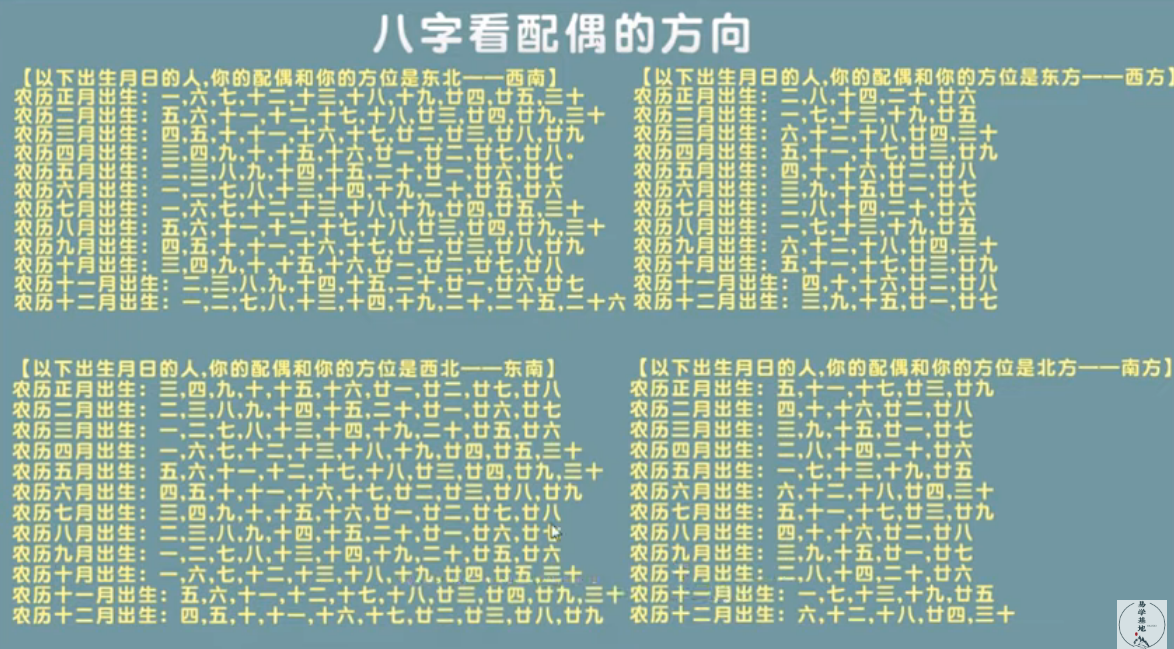 八字看配偶的方向
【以下出生月日的人,你的配偶和你的方位是东北——西南】
农历正月出生：一,六,七,十二,十三,十八,十九,廿四,廿五,三十
农历二月出生：五,六,十一,十二,十七,十八,廿三,廿四,廿九,三十
农历三月出生：四,五,十,十一,十六,十七,廿二,廿三,廿八,廿九
农历四月出生：三,四,九,十,十五,十六,廿一,廿二,廿七,廿八。
农历五月出生：二,三,八,九,十四,十五,二十,廿一,廿六,廿七
农历六月出生：一,二,七,八,十三,十四,十九,二十,廿五,廿六
农历七月出生：一,六,七,十二,十三,十八,十九,廿四,廿五,三十
农历八月出生：五,六,十一,十二,十七,十八,廿三,廿四,廿九,三十
农历九月出生：四,五,十,十一,十六,十七,廿二,廿三,廿八,廿九
农历十月出生：三,四,九,十,十五,十六,廿一,廿二,廿七,廿八
农历十一月出生：二,三,八,九,十四,十五,二十,廿一,廿六,廿七
农历十二月出生：一,二,七,八,十三,十四,十九,二十,二十五,二十六
【以下出生月日的人,你的配偶和你的方位是东方——西方】
农历正月出生：二,八,十四,二十,廿六
农历二月出生：一,七,十三,十九,廿五
农历三月出生：六,十二,十八,廿四,三十
农历四月出生：五,十一,十七,廿三,廿九
农历五月出生：四,十,十六,廿二,廿八
农历六月出生：三,九,十五,廿一,廿七
农历七月出生：二,八,十四,二十,廿六
农历八月出生：一,七,十三,十九,廿五
农历九月出生：六,十二,十八,廿四,三十
农历十月出生：五,十一,十七,廿三,廿九
农历十一月出生：四,十,十六,廿二,廿八
农历十二月出生：三,九,十五,廿一,廿七
【以下出生月日的人,你的配偶和你的方位是西北——东南】
农历正月出生：三,四,九,十,十五,十六,廿一,廿二,廿七,廿八
农历二月出生：二,三,八,九,十四,十五,二十,廿一,廿六,廿七
农历三月出生：一,二,七,八,十三,十四,十九,二十,廿五,廿六
农历四月出生：一,六,七,十二,十三,十八,十九,廿四,廿五,三十
农历五月出生：五,六,十一,十二,十七,十八,廿三,廿四,廿九,三十
农历六月出生：四,五,十,十一,十六,十七,廿二,廿三,廿八,廿九
农历七月出生：三,四,九,十,十五,十六,廿一,廿二,廿七,廿八
农历八月出生：二,三,八,九,十四,十五,二十,廿一,廿六,廿七
农历九月出生：一,二,七,八,十三,十四,十九,二十,廿五,廿六
农历十月出生：一,六,七,十二,十三,十八,十九,廿四,廿五,三十
农历十一月出生：五,六,十一,十二,十七,十八,廿三,廿四,廿九,三十
农历十二月出生：四,五,十一,十一,十六,十七,廿二,廿三,廿八,廿九
【以下出生月日的人,你的配偶和你的方位是北方——南方】
农历正月出生：五,十一,十七,廿三,廿九
农历二月出生：四,十,十六,廿二,廿八
农历三月出生：三,九,十五,廿一,廿七
农历四月出生：二,八,十四,二十,廿六
农历五月出生：一,七,十三,十九,廿五
农历六月出生：六,十二,十八,廿四,三十
农历七月出生：五,十一,十七,廿三,廿九
农历八月出生：四,十,十六,廿二,廿八
农历九月出生：三,九,十五,廿一,廿七
农历十月出生：二,八,十四,二十,廿六
农历十一月出生：一,七,十三,十九,廿五
农历十二月出生：六,十二,十八,廿四,三十
易学基地